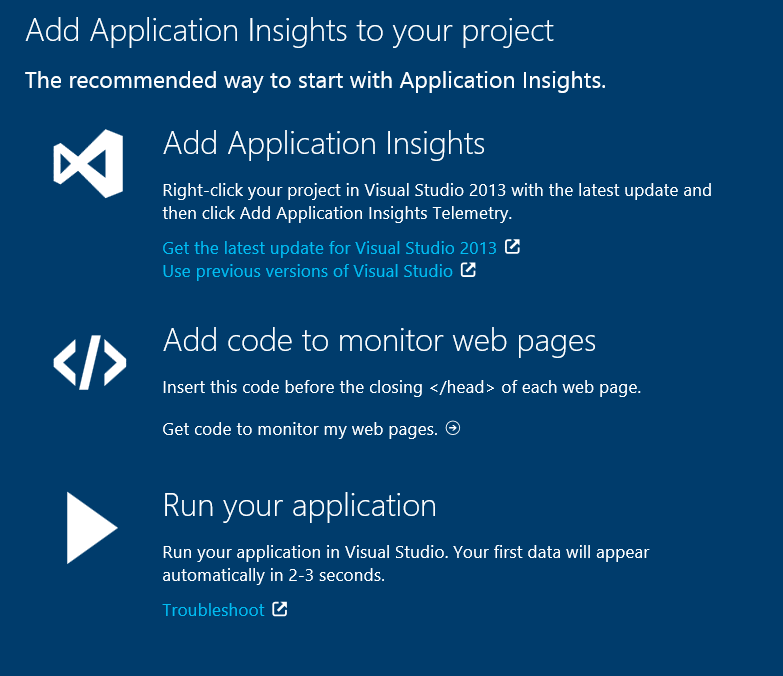 Add Application Insights to your project
The recommended way to start with Application Insights.
Add Application Insights
Right-click your project in Visual Studio 2013 with the latest update and
then click Add Application Insights Telemetry.
Get the latest update for Visual Studio 2013
Use previous versions of Visual Studio
Add code to monitor web pages
Insert this code before the closing </head> of each web page.
Get code to monitor my web pages.
Run your application
Run your application in Visual Studio. Your first data will appear
automatically in 2-3 seconds.
Troubleshoot